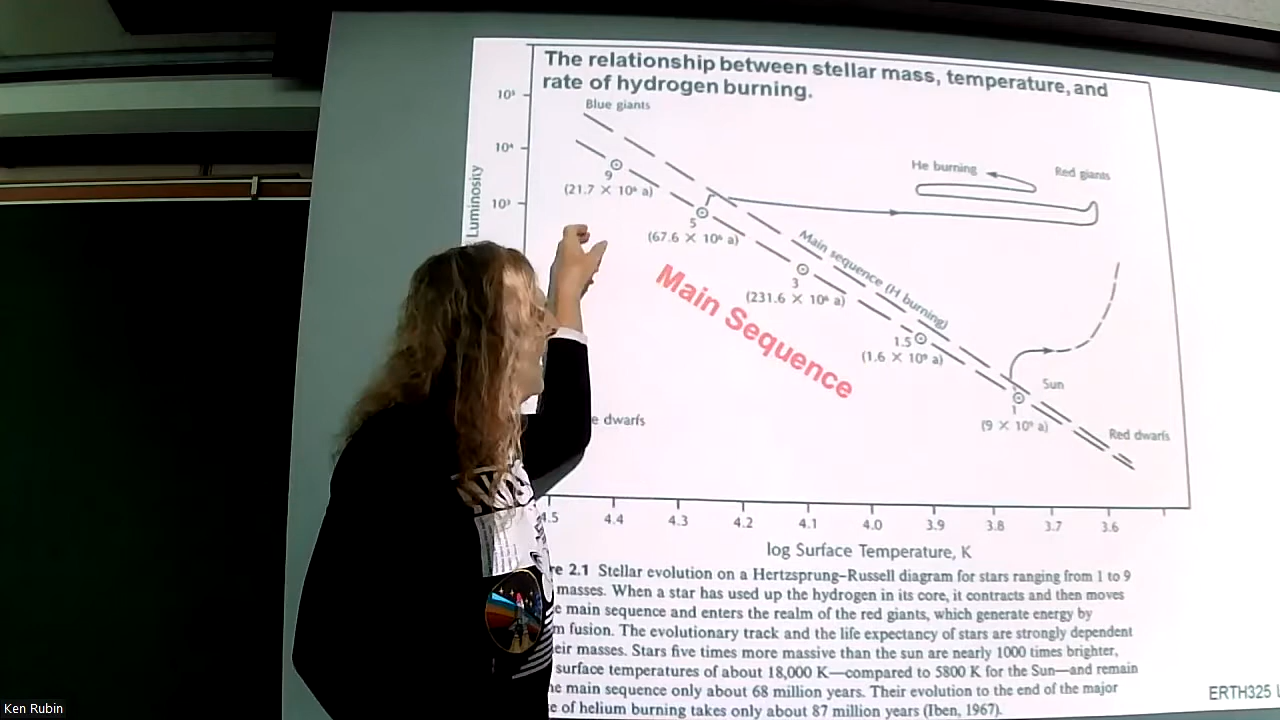 The relationship between stellar mass, temperature, and
rate of hydrogen burning.
Blue giants
10⁵
10⁴
10³
Luminosity
9
(21.7 × 10⁶ a)
5
(67.6 × 10⁶ a)
3
(231.6 × 10⁶ a)
1.5
(1.6 × 10⁹ a)
Sun
1
(9 × 10⁹ a)
Red dwarfs
He burning
Red giants
Main sequence (H burning)
Main Sequence
e dwarfs
4.5 4.4 4.3 4.2 4.1 4.0 3.9 3.8 3.7 3.6
log Surface Temperature, K
re 2.1 Stellar evolution on a Hertzsprung–Russell diagram for stars ranging from 1 to 9
masses. When a star has used up the hydrogen in its core, it contracts and then moves
e main sequence and enters the realm of the red giants, which generate energy by
m fusion. The evolutionary track and the life expectancy of stars are strongly dependent
eir masses. Stars five times more massive than the sun are nearly 1000 times brighter,
surface temperatures of about 18,000 K—compared to 5800 K for the Sun—and remain
he main sequence only about 68 million years. Their evolution to the end of the major
e of helium burning takes only about 87 million years (Iben, 1967).
ERTH325
Ken Rubin